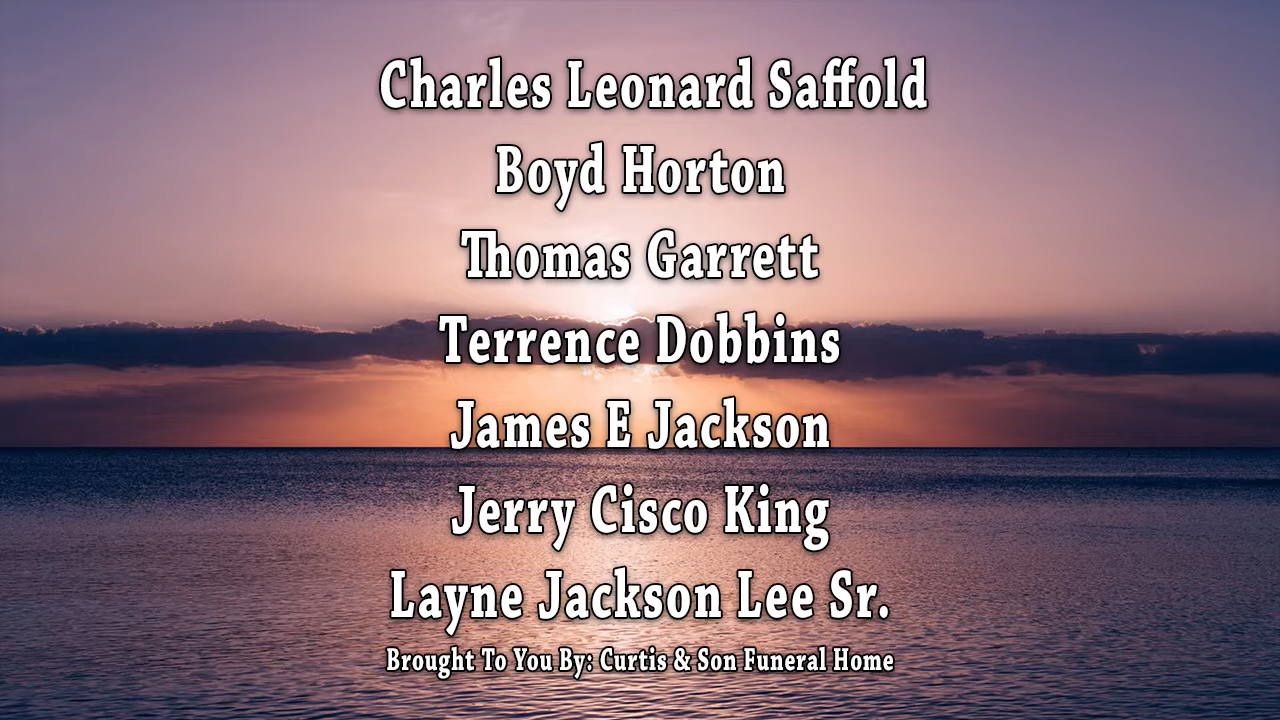 Charles Leonard Saffold
Boyd Horton
Thomas Garrett
Terrence Dobbins
James E Jackson
Jerry Cisco King
Layne Jackson Lee Sr.
Brought To You By: Curtis & Son Funeral Home